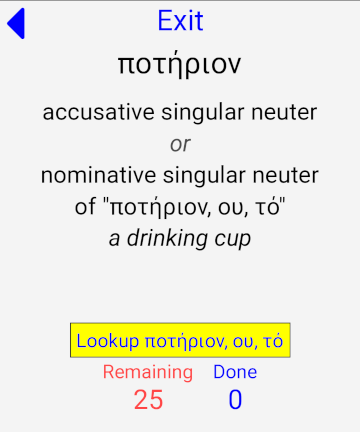 Exit
ποτήριον
accusative singular neuter
or
nominative singular neuter
of "ποτήριον, ου, τό"
a drinking cup
Lookup ποτήριον, ου, τό
Remaining Done
25 0